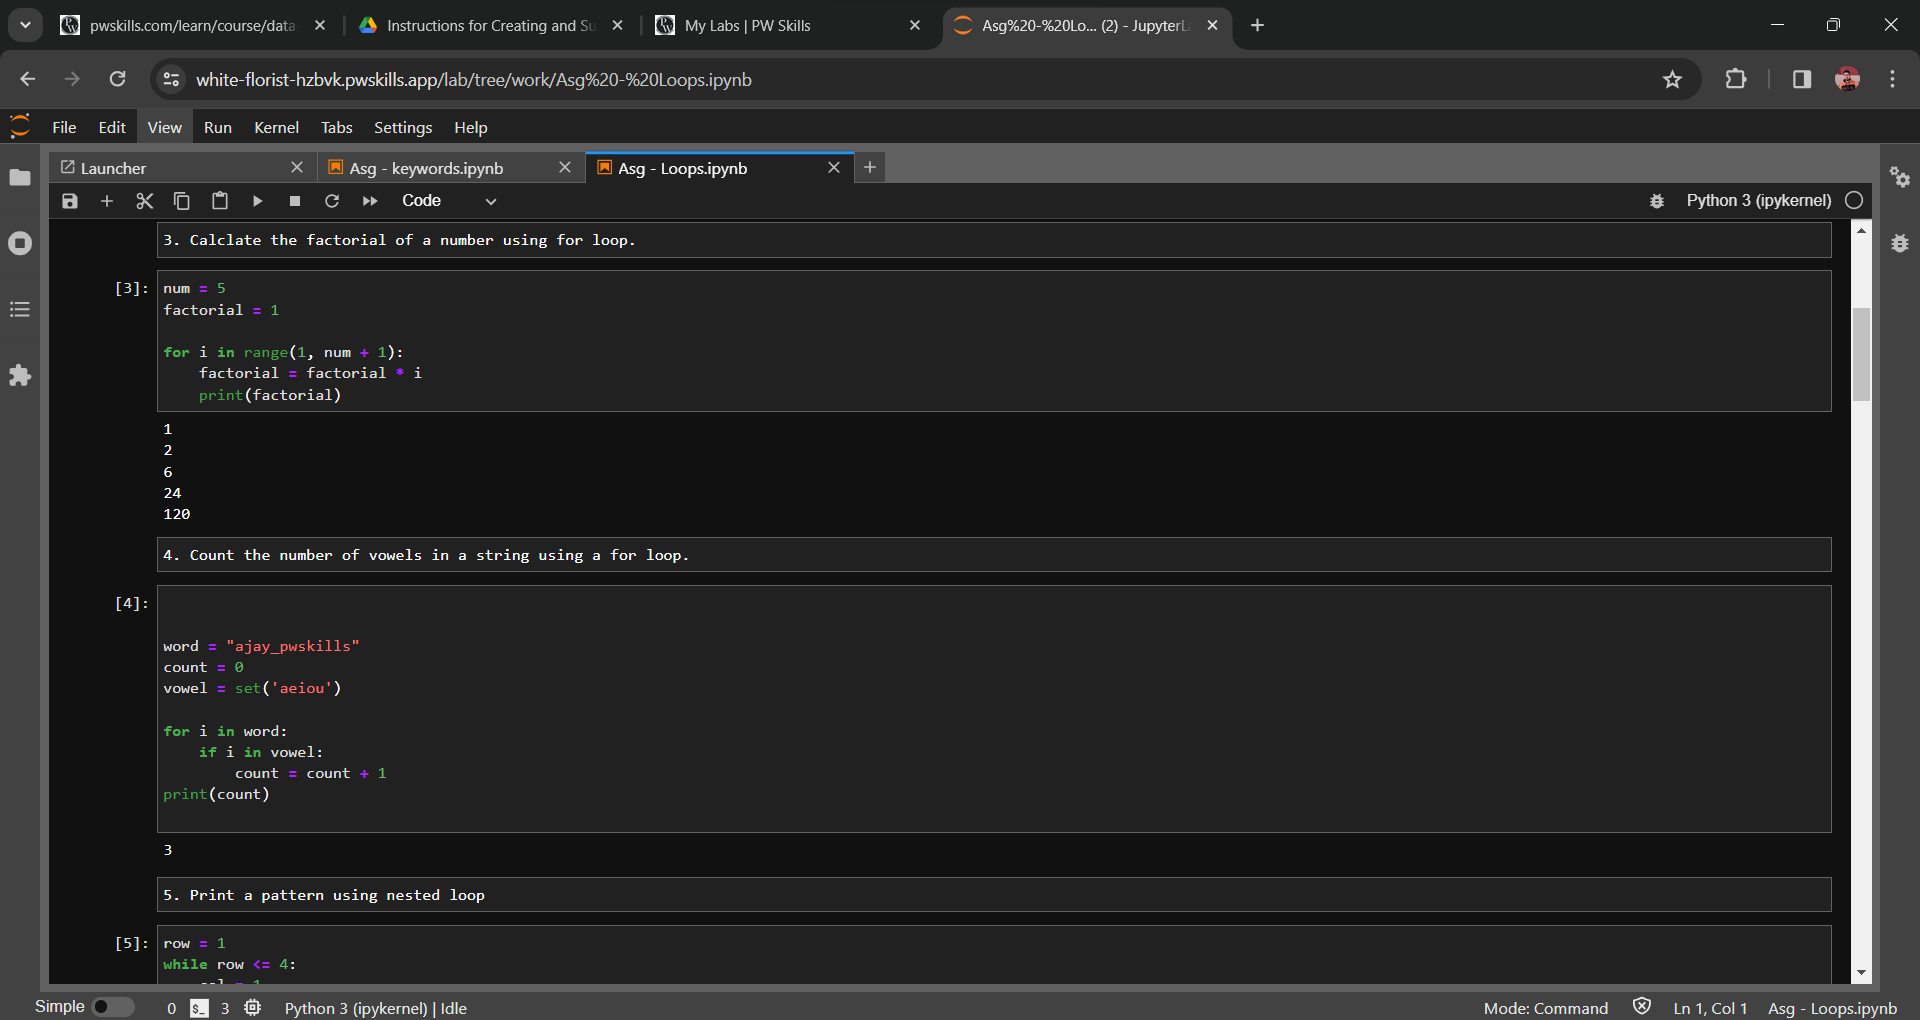 pwskills.com/learn/course/data-
Instructions for Creating and Su
My Labs | PW Skills
Asg%20-%20Lo... (2) - JupyterLa
white-florist-hzbvk.pwskills.app/lab/tree/work/Asg%20-%20Loops.ipynb
File Edit View Run Kernel Tabs Settings Help
Launcher
Asg - keywords.ipynb
Asg - Loops.ipynb
Code
Python 3 (ipykernel)
3. Calclate the factorial of a number using for loop.
[3]:
num = 5
factorial = 1
for i in range(1, num + 1):
    factorial = factorial * i
    print(factorial)
1
2
6
24
120
4. Count the number of vowels in a string using a for loop.
[4]:
word = "ajay_pwskills"
count = 0
vowel = set('aeiou')
for i in word:
    if i in vowel:
        count = count + 1
print(count)
3
5. Print a pattern using nested loop
[5]:
row = 1
while row <= 4:
Simple 0 $_ 3 Python 3 (ipykernel) | Idle
Mode: Command Ln 1, Col 1 Asg - Loops.ipynb